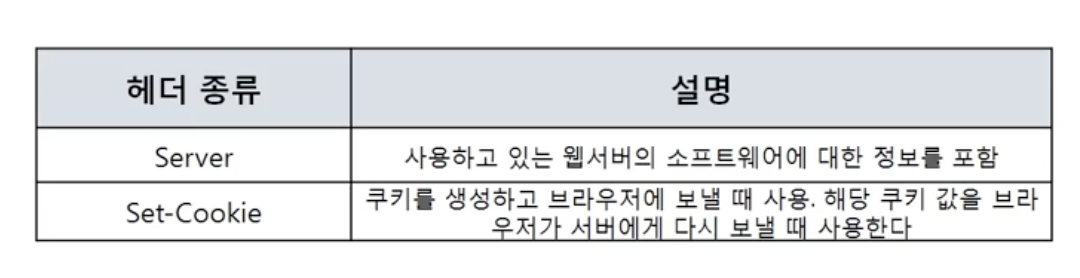 헤더 종류
설명
Server
사용하고 있는 웹서버의 소프트웨어에 대한 정보를 포함
Set-Cookie
쿠키를 생성하고 브라우저에 보낼 때 사용. 해당 쿠키 값을 브라
우저가 서버에게 다시 보낼 때 사용한다